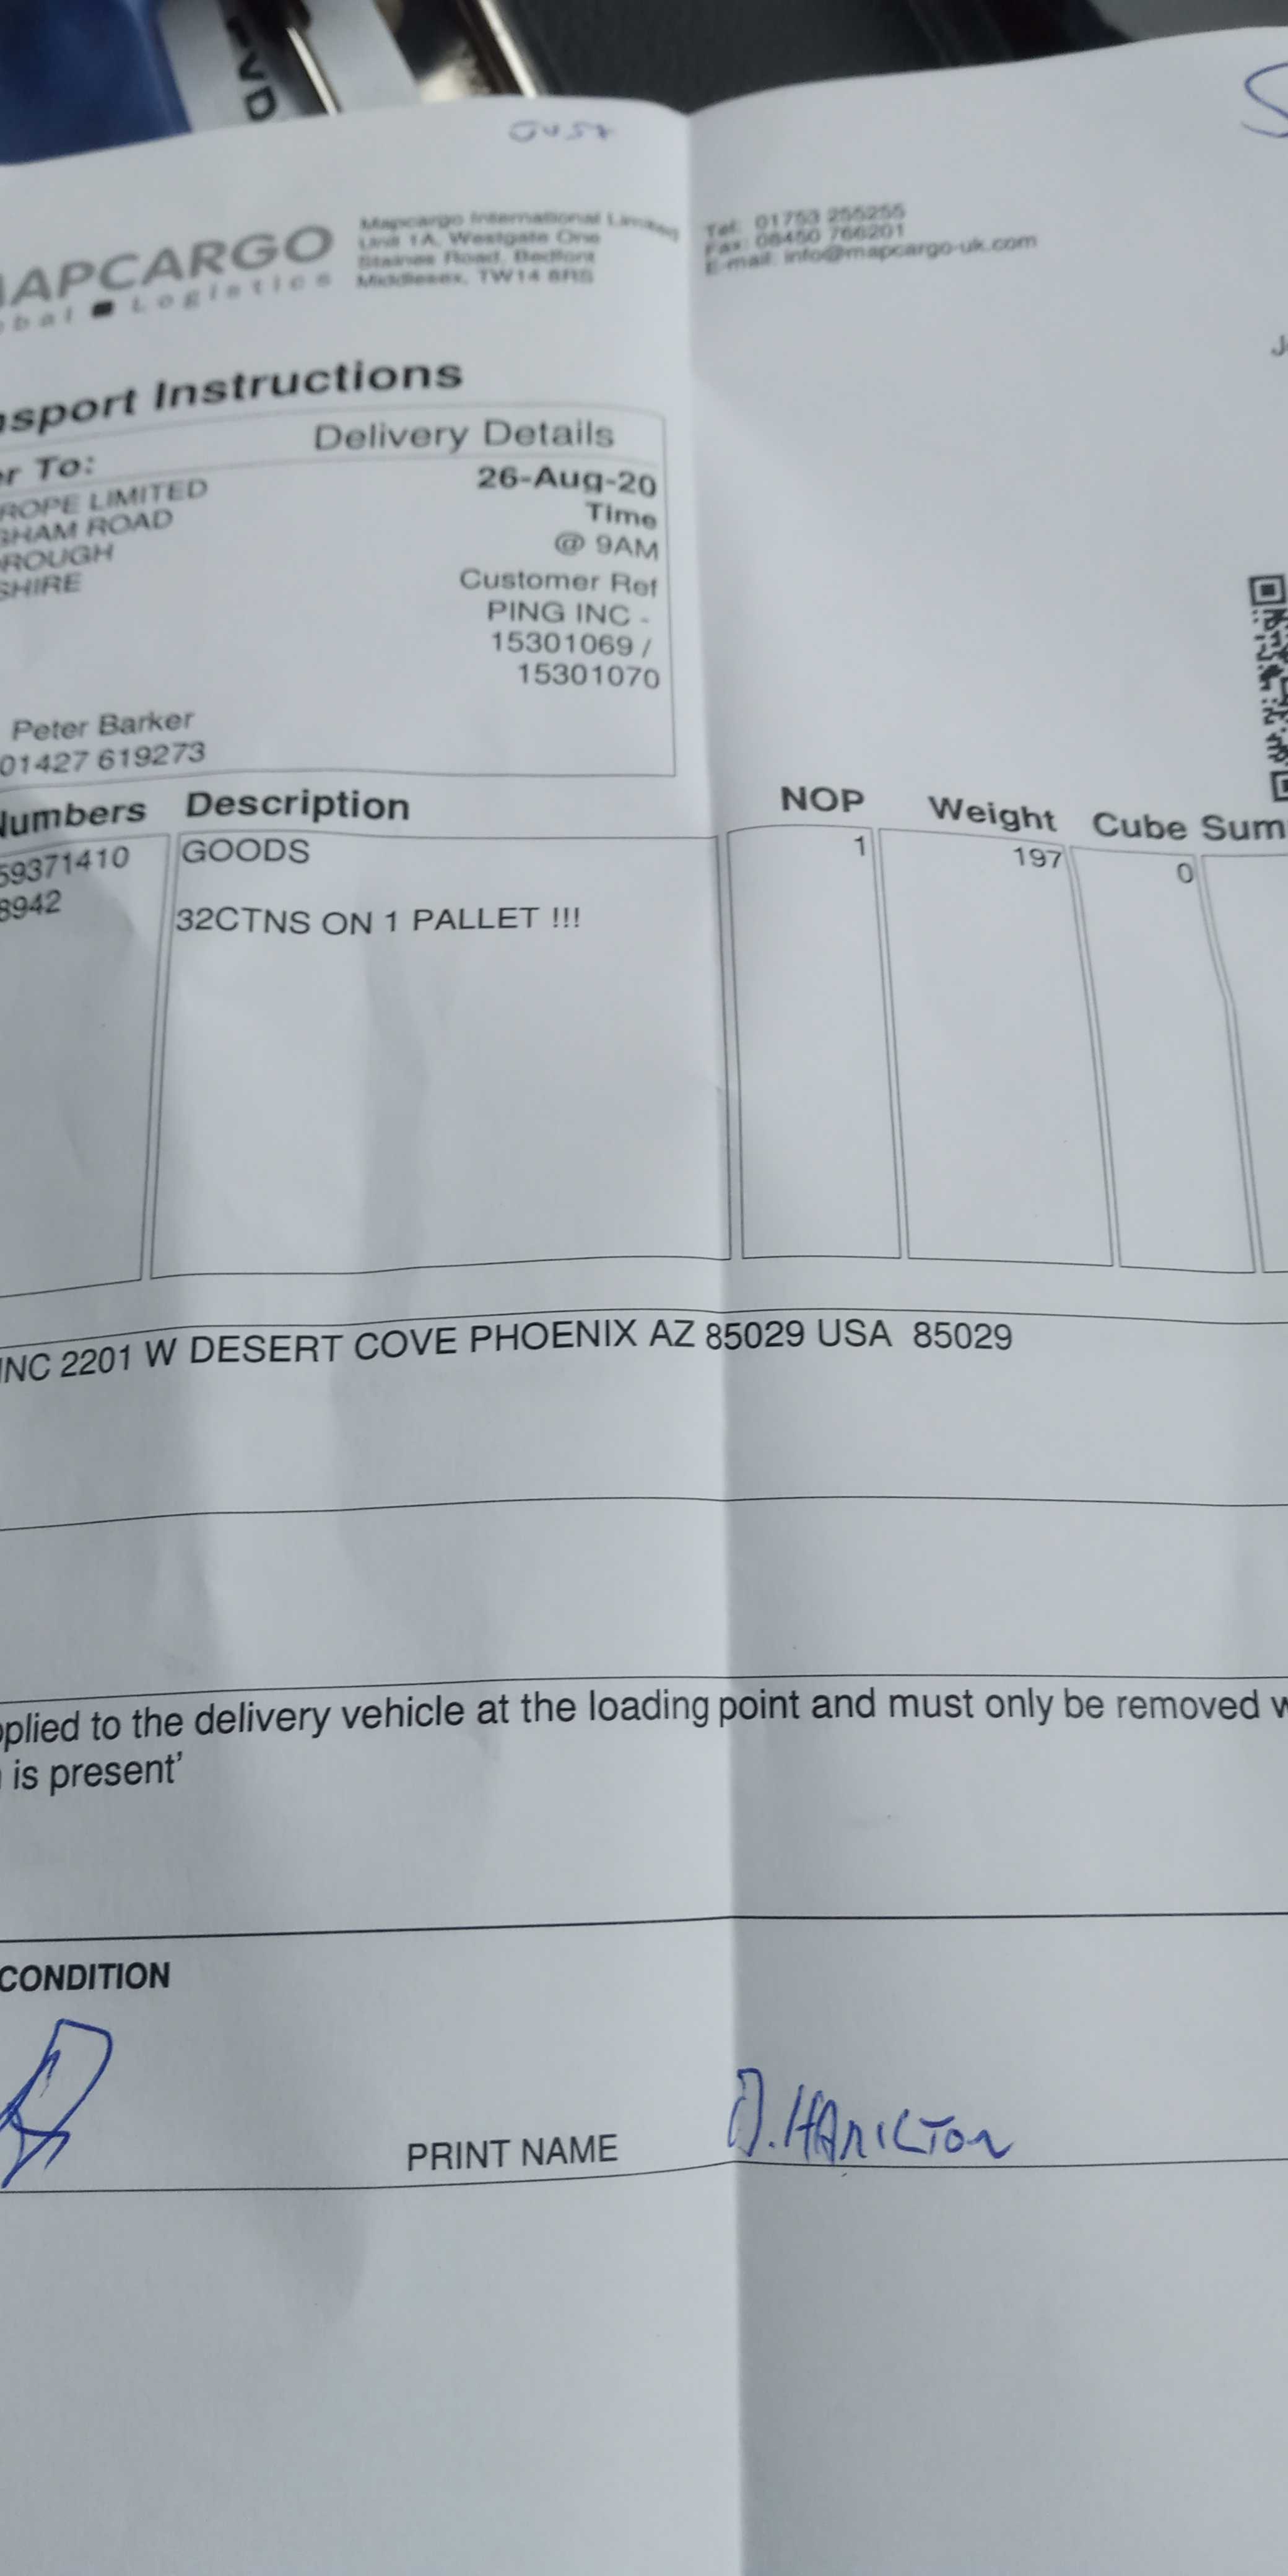 MAPCARGO
bal Logistics
Mapcargo International Limited
Unit 1A, Westgate One
Staines Road, Bedfont
Middlesex, TW14 8RS
Tel: 01753 255255
Fax: 08450 766201
E-mail: info@mapcargo-uk.com
nsport Instructions
er To:
ROPE LIMITED
GHAM ROAD
ROUGH
SHIRE
Peter Barker
01427 619273
Delivery Details
26-Aug-20
Time
@ 9AM
Customer Ref
PING INC -
15301069 /
15301070
Numbers Description NOP Weight Cube Sum
59371410 GOODS 1 197 0
8942
32CTNS ON 1 PALLET !!!
INC 2201 W DESERT COVE PHOENIX AZ 85029 USA 85029
pplied to the delivery vehicle at the loading point and must only be removed w
is present'
CONDITION
PRINT NAME D. HAMILTON